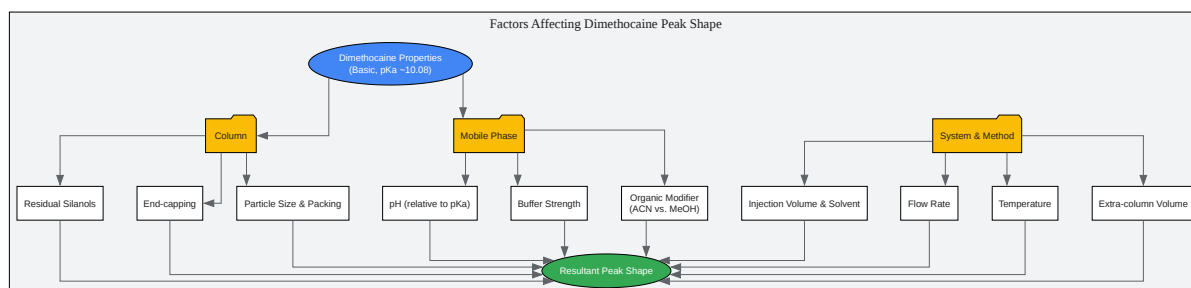 Factors Affecting Dimethocaine Peak Shape
Dimethocaine Properties
(Basic, pKa ~10.08)
Column
Mobile Phase
System & Method
Residual Silanols
End-capping
Particle Size & Packing
pH (relative to pKa)
Buffer Strength
Organic Modifier
(ACN vs. MeOH)
Injection Volume & Solvent
Flow Rate
Temperature
Extra-column Volume
Resultant Peak Shape